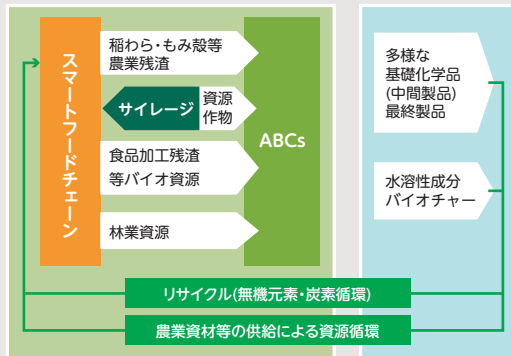 スマートフードチェーン
稲わら・もみ殻等
農業残渣
サイレージ
資源
作物
食品加工残渣
等バイオ資源
林業資源
ABCs
多様な
基礎化学品
(中間製品)
最終製品
水溶性成分
バイオチャー
リサイクル(無機元素・炭素循環)
農業資材等の供給による資源循環